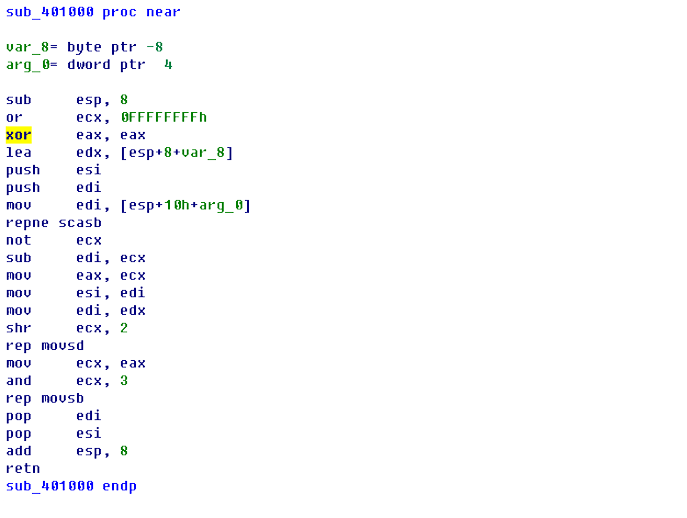 sub_401000 proc near
var_8= byte ptr -8
arg_0= dword ptr  4
sub     esp, 8
or      ecx, 0FFFFFFFFh
xor     eax, eax
lea     edx, [esp+8+var_8]
push    esi
push    edi
mov     edi, [esp+10h+arg_0]
repne scasb
not     ecx
sub     edi, ecx
mov     eax, ecx
mov     esi, edi
mov     edi, edx
shr     ecx, 2
rep movsd
mov     ecx, eax
and     ecx, 3
rep movsb
pop     edi
pop     esi
add     esp, 8
retn
sub_401000 endp